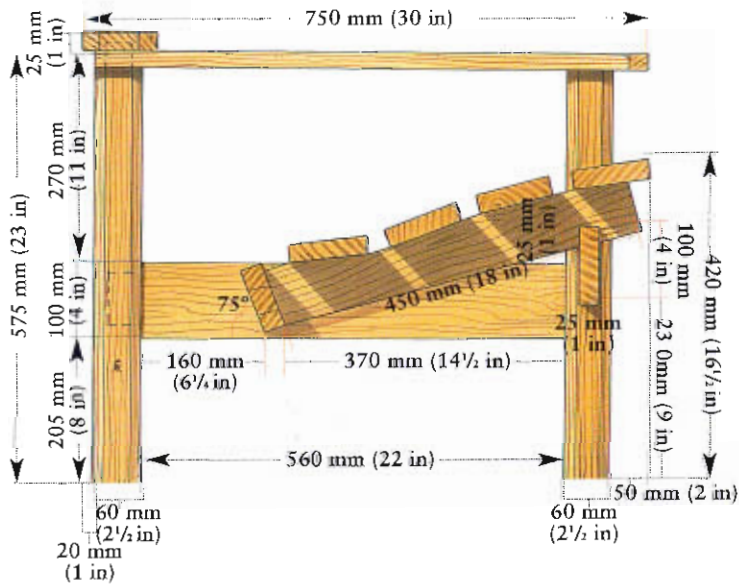 750 mm (30 in)
25 mm
(1 in)
270 mm
(11 in)
575 mm (23 in)
100 mm
(4 in)
205 mm
(8 in)
75°
25 mm
(1 in)
450 mm (18 in)
100 mm
(4 in)
420 mm (16½ in)
25 mm
(1 in)
23 0mm (9 in)
160 mm
(6¼ in)
370 mm (14½ in)
560 mm (22 in)
50 mm (2 in)
60 mm
(2½ in)
60 mm
(2½ in)
20 mm
(1 in)